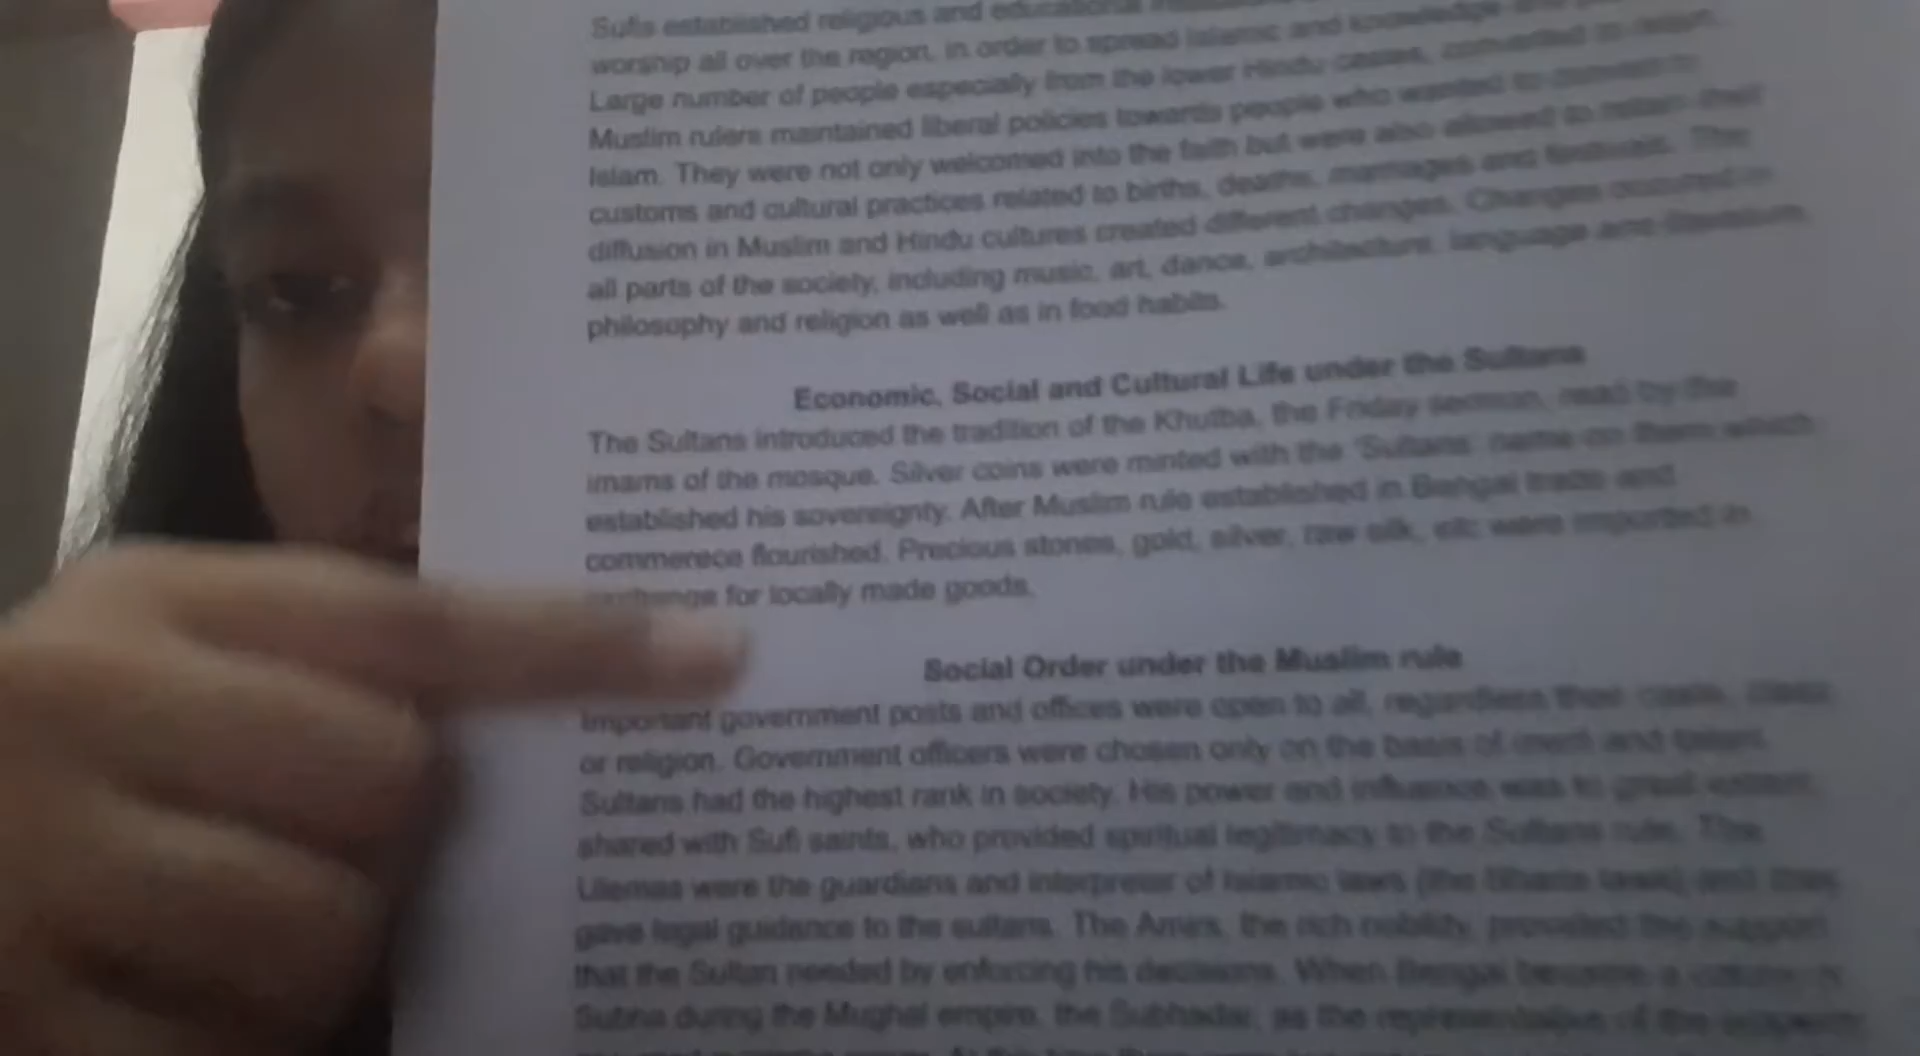 Sufis established religious and educational
worship all over the region, in order to spread Islamic and knowledge and
Large number of people especially from the lower Hindu castes, converted to Islam.
Muslim rulers maintained liberal policies towards people who wanted to convert to
Islam. They were not only welcomed into the faith but were also allowed to retain their
customs and cultural practices related to births, deaths, marriages and festivals. The
diffusion in Muslim and Hindu cultures created different changes. Changes occurred in
all parts of the society, including music, art, dance, architecture, language and literature,
philosophy and religion as well as in food habits.
Economic, Social and Cultural Life under the Sultans
The Sultans introduced the tradition of the Khutba, the Friday sermon, read by the
imams of the mosque. Silver coins were minted with the 'Sultans' name on them which
established his sovereignty. After Muslim rule established in Bengal trade and
commerece flourished. Precious stones, gold, silver, raw silk, etc were imported in
exchange for locally made goods.
Social Order under the Muslim rule
Important government posts and offices were open to all, regardless their caste, class
or religion. Government officers were chosen only on the basis of merit and talent.
Sultans had the highest rank in society. His power and influence was to great extent,
shared with Sufi saints, who provided spiritual legitimacy to the Sultans rule. The
Ulemas were the guardians and interpreter of Islamic laws (the Sharia laws) and they
gave legal guidance to the sultans. The Amirs, the rich nobility, provided the support
that the Sultan needed by enforcing his decisions. When Bengal became a
Subha during the Mughal empire, the Subhadar, as the representative of the